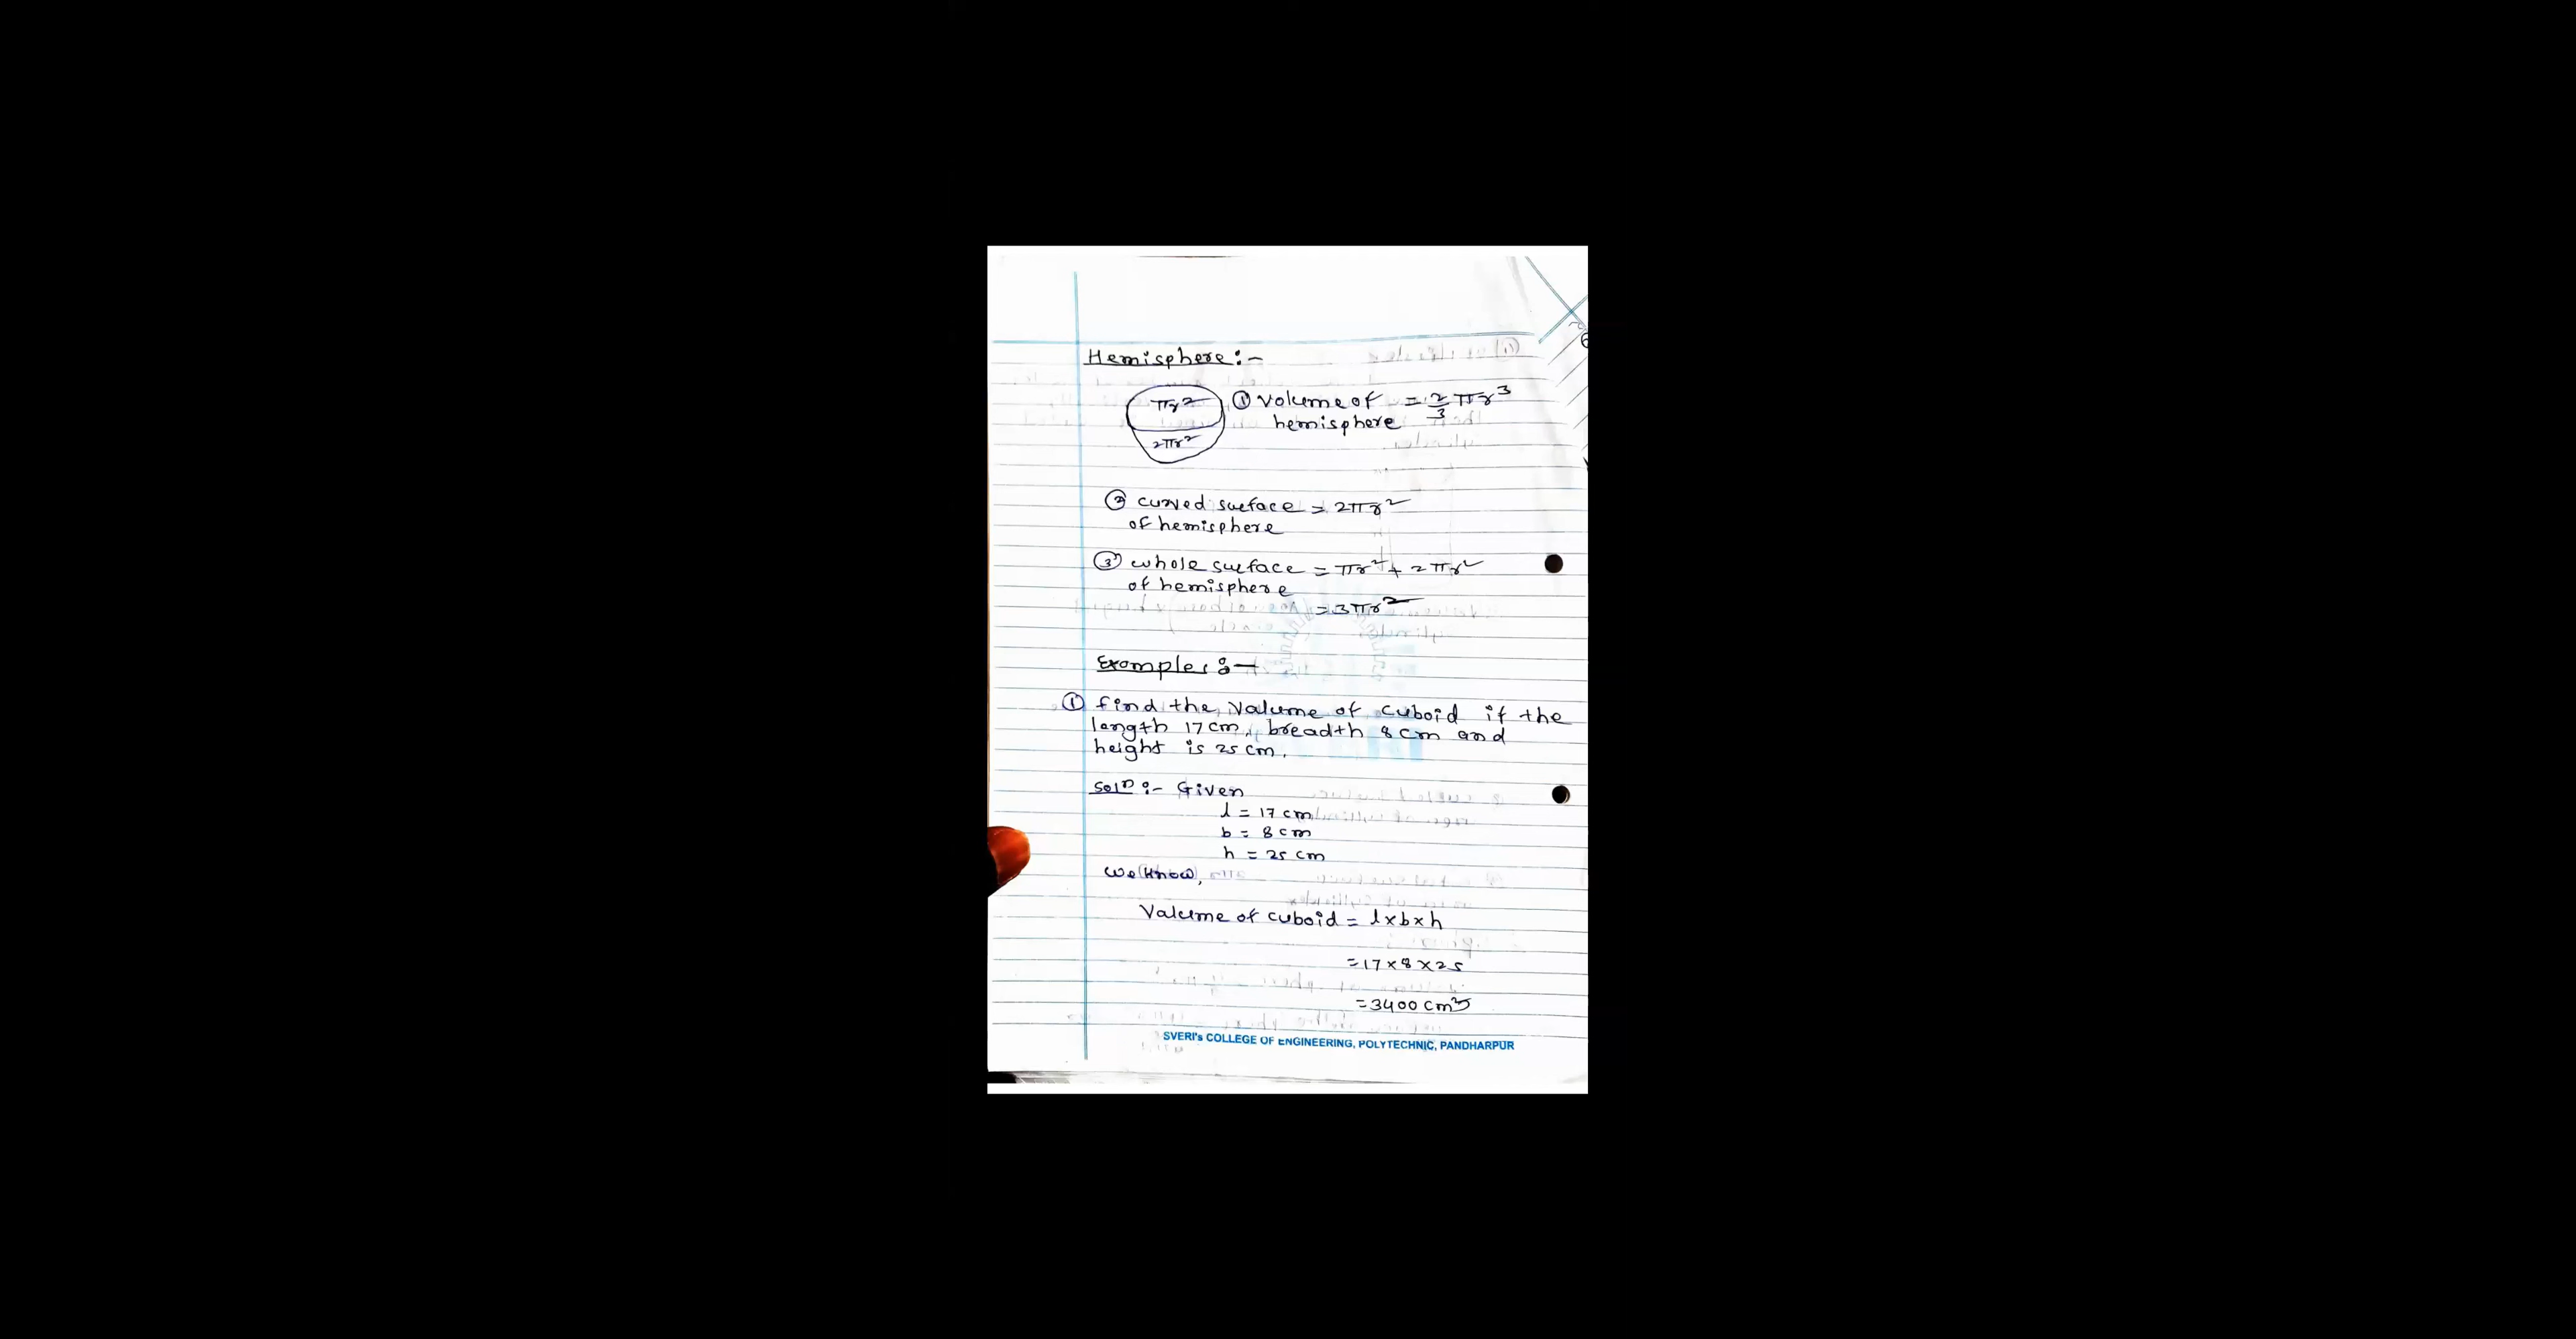 Hemisphere :-
πr² ① Volume of = 2/3 πr³
hemisphere
2πr²
② curved surface = 2πr²
of hemisphere
③ whole surface = πr² + 2πr²
of hemisphere
= 3πr²
Examples :-
① find the Valume of cuboid if the
length 17 cm, breadth 8 cm and
height is 25 cm.
Solⁿ :- Given
l = 17 cm
b = 8 cm
h = 25 cm
we know,
Valume of cuboid = l×b×h
= 17×8×25
= 3400 cm³
SVERI's COLLEGE OF ENGINEERING, POLYTECHNIC, PANDHARPUR